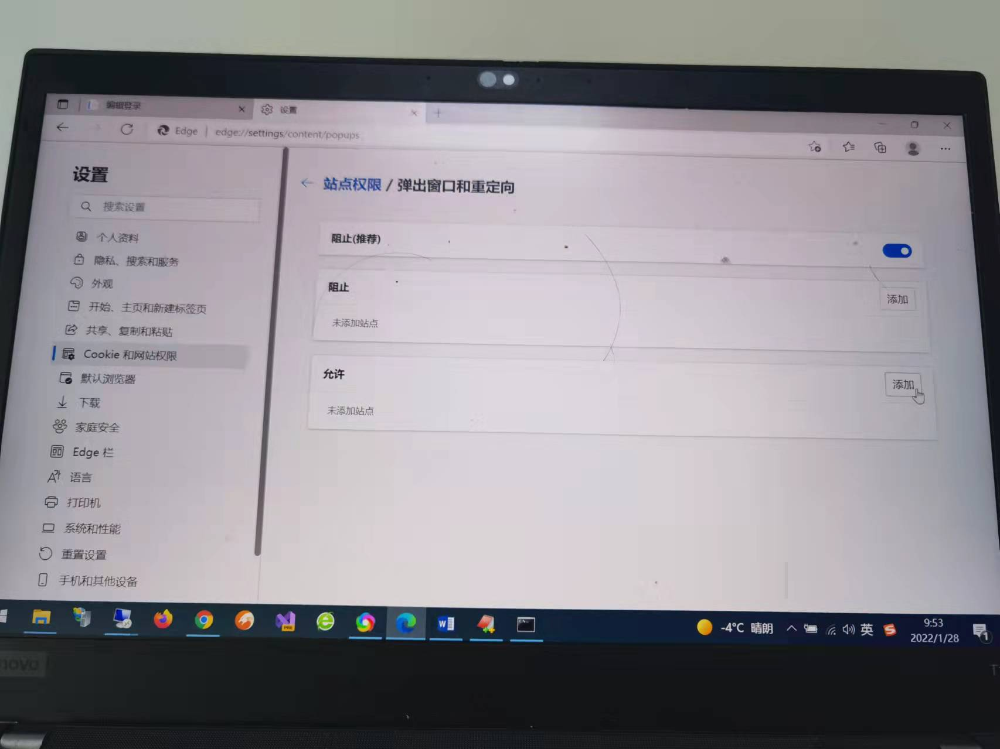 编辑登录
设置
Edge
edge://settings/content/popups
设置
搜索设置
个人资料
隐私、搜索和服务
外观
开始、主页和新建标签页
共享、复制和粘贴
Cookie 和网站权限
默认浏览器
下载
家庭安全
Edge 栏
语言
打印机
系统和性能
重置设置
手机和其他设备
站点权限 / 弹出窗口和重定向
阻止(推荐)
阻止
添加
未添加站点
允许
添加
未添加站点
PRE
-4°C 晴朗
英
9:53
2022/1/28
1
novo